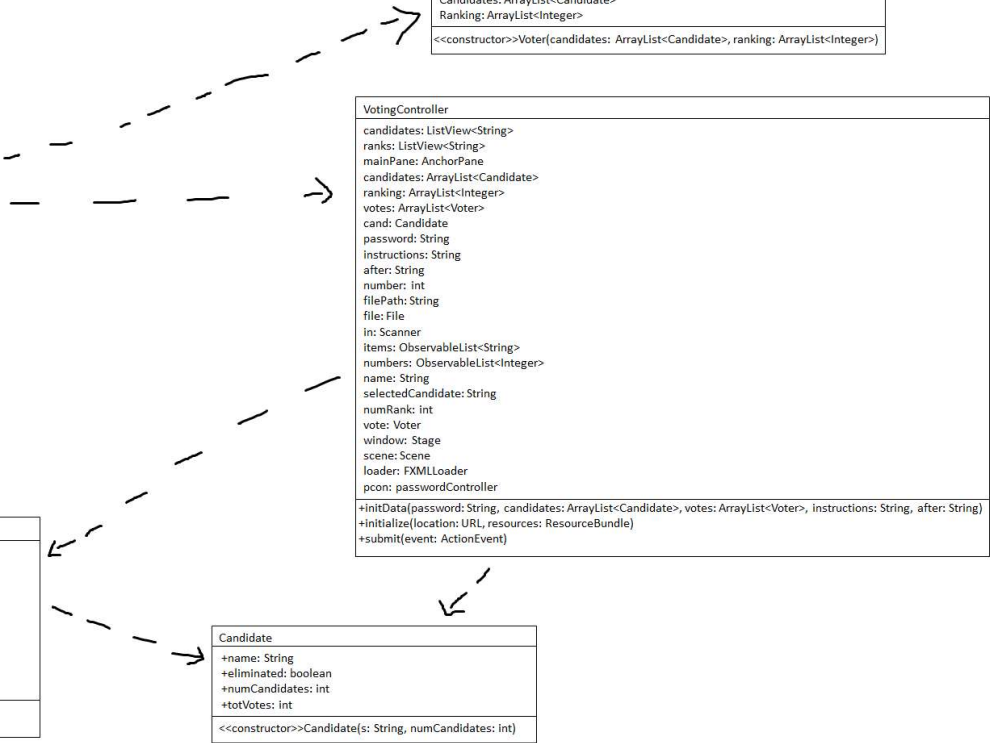 Candidates: ArrayList<Candidate>
Ranking: ArrayList<Integer>
<<constructor>>Voter(candidates: ArrayList<Candidate>, ranking: ArrayList<Integer>)
VotingController
candidates: ListView<String>
ranks: ListView<String>
mainPane: AnchorPane
candidates: ArrayList<Candidate>
ranking: ArrayList<Integer>
votes: ArrayList<Voter>
cand: Candidate
password: String
instructions: String
after: String
number: int
filePath: String
file: File
in: Scanner
items: ObservableList<String>
numbers: ObservableList<Integer>
name: String
selectedCandidate: String
numRank: int
vote: Voter
window: Stage
scene: Scene
loader: FXMLLoader
pcon: passwordController
+initData(password: String, candidates: ArrayList<Candidate>, votes: ArrayList<Voter>, instructions: String, after: String)
+initialize(location: URL, resources: ResourceBundle)
+submit(event: ActionEvent)
Candidate
+name: String
+eliminated: boolean
+numCandidates: int
+totVotes: int
<<constructor>>Candidate(s: String, numCandidates: int)